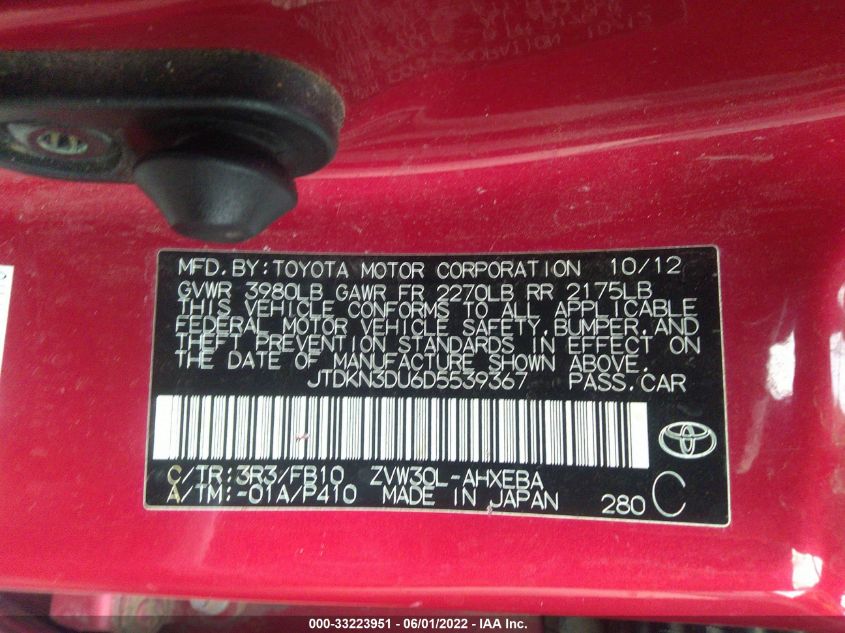 MFD. BY: TOYOTA MOTOR CORPORATION 10/12
GVWR 3980LB GAWR FR 2270LB RR 2175LB
THIS VEHICLE CONFORMS TO ALL APPLICABLE
FEDERAL MOTOR VEHICLE SAFETY, BUMPER, AND
THEFT PREVENTION STANDARDS IN EFFECT ON
THE DATE OF MANUFACTURE SHOWN ABOVE.
JTDKN3DU6D5539367 PASS. CAR
C/TR: 3R3/FB10 ZVW30L-AHXEBA
A/TM: -01A/P410 MADE IN JAPAN 280 C
000-33223951 - 06/01/2022 - IAA Inc.